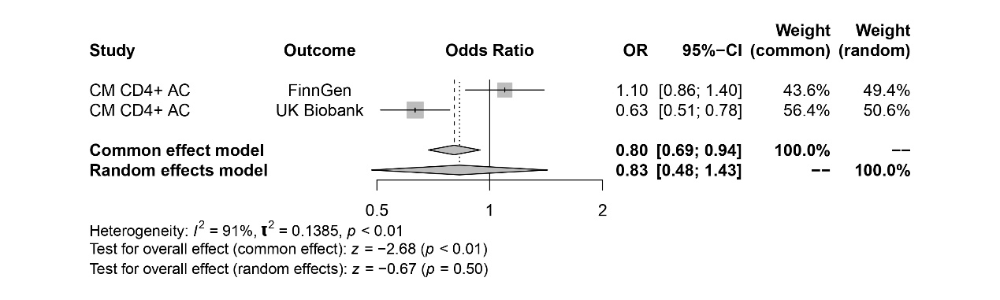 Weight Weight
Study Outcome Odds Ratio OR 95%−CI (common) (random)
CM CD4+ AC FinnGen 1.10 [0.86; 1.40] 43.6% 49.4%
CM CD4+ AC UK Biobank 0.63 [0.51; 0.78] 56.4% 50.6%
Common effect model 0.80 [0.69; 0.94] 100.0% −−
Random effects model 0.83 [0.48; 1.43] −− 100.0%
0.5 1 2
Heterogeneity: I² = 91%, τ² = 0.1385, p < 0.01
Test for overall effect (common effect): z = −2.68 (p < 0.01)
Test for overall effect (random effects): z = −0.67 (p = 0.50)